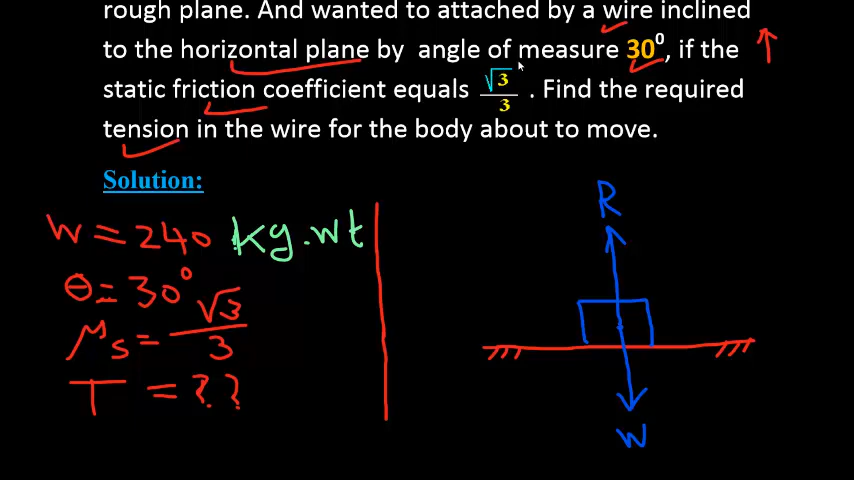 rough plane. And wanted to attached by a wire inclined
to the horizontal plane by angle of measure 30⁰, if the
static friction coefficient equals √3/3 . Find the required
tension in the wire for the body about to move.
Solution:
W = 240 kg.wt
θ = 30°
μs = √3/3
T = ??
R
W